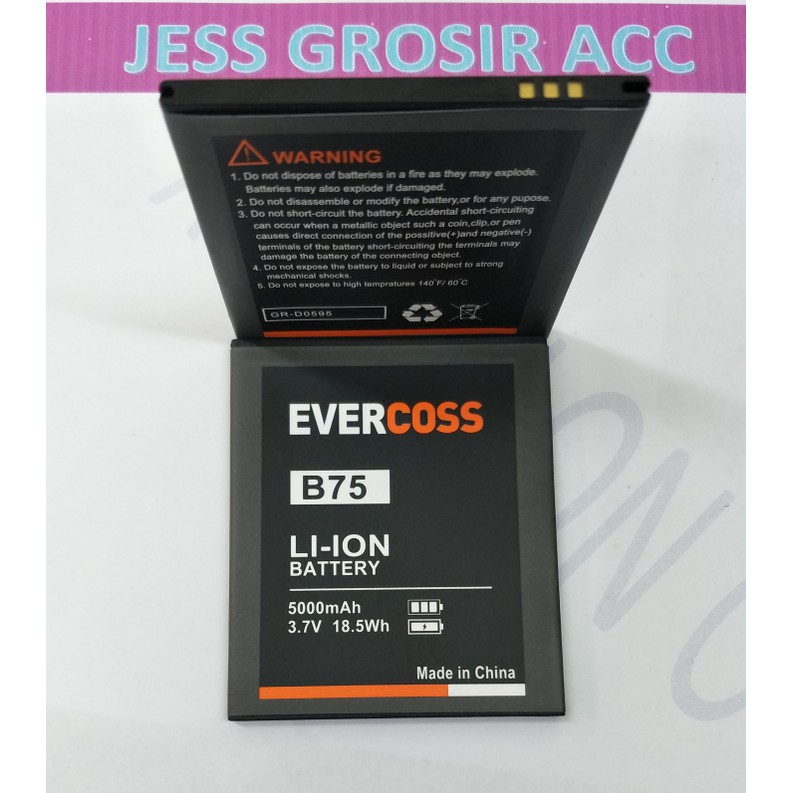 JESS GROSIR ACC
WARNING
1. Do not dispose of batteries in a fire as they may explode.
Batteries may also explode if damaged.
2. Do not disassemble or modify the battery,or for any pupose.
3. Do not short-circuit the battery. Accidental short-circuiting
can occur when a metallic object such a coin,clip,or pen
causes direct connection of the possitive(+)and negative(-)
terminals of the battery short-circuiting the terminals may
damage of the connecting object.
4. Do not expose the battery to liquid or subject to strong
mechanical shocks.
5. Do not expose to high tempratures 140°F/ 60°C
GR-D0595
EVERCOSS
B75
LI-ION
BATTERY
5000mAh
3.7V 18.5Wh
Made in China